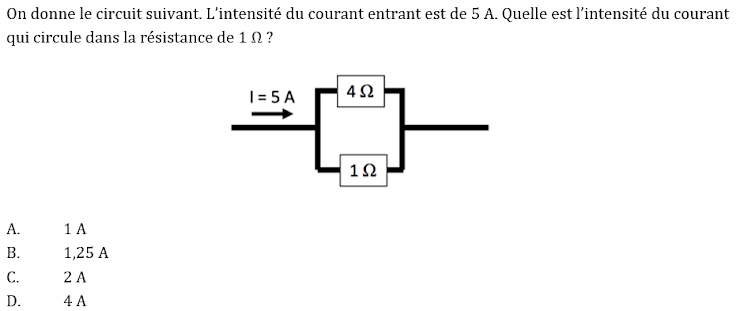 On donne le circuit suivant. L'intensité du courant entrant est de 5 A. Quelle est l'intensité du courant
qui circule dans la résistance de 1 Ω ?
I = 5 A
4 Ω
1 Ω
A. 1 A
B. 1,25 A
C. 2 A
D. 4 A